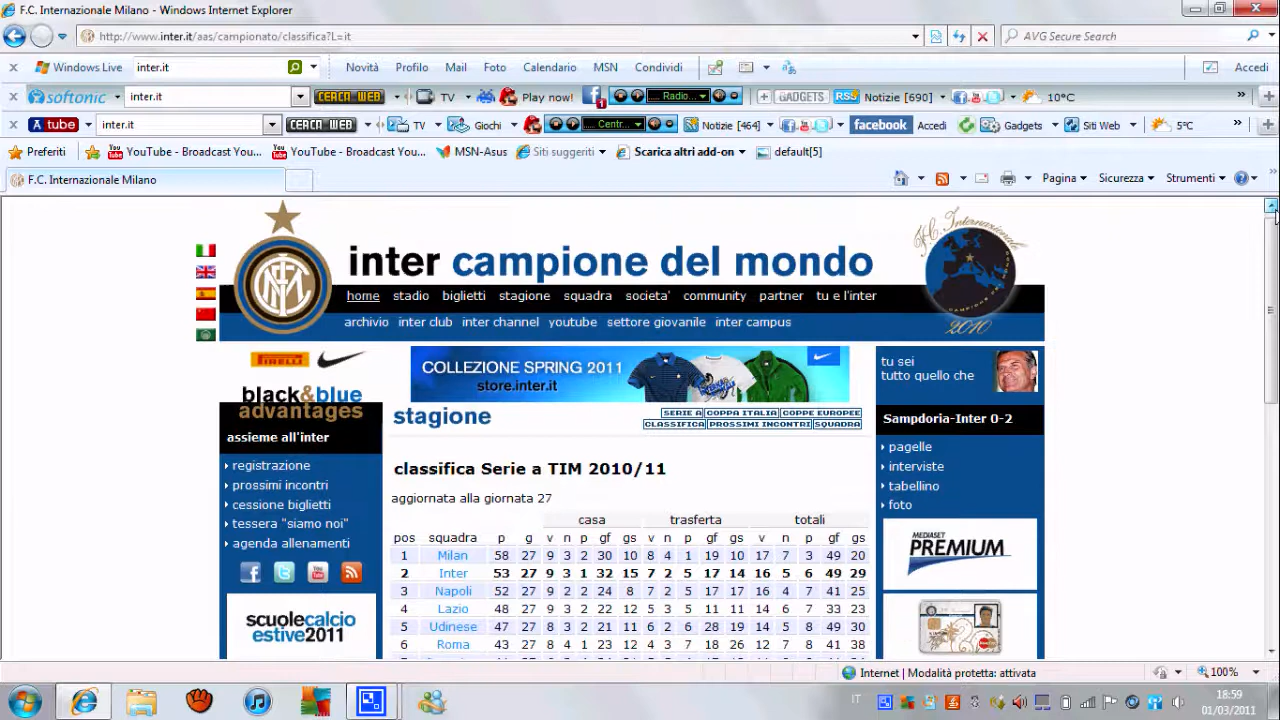 F.C. Internazionale Milano - Windows Internet Explorer
http://www.inter.it/aas/campionato/classifica?L=it
AVG Secure Search
x Windows Live inter.it Novità Profilo Mail Foto Calendario MSN Condividi Accedi
x softonic inter.it CERCA WEB TV Play now! 1 Radio... GADGETS RSS Notizie [690] 10°C »
x Atube inter.it CERCA WEB TV Giochi Centr... Notizie [464] facebook Accedi Gadgets Siti Web 5°C »
Preferiti YouTube - Broadcast You... YouTube - Broadcast You... MSN-Asus Siti suggeriti Scarica altri add-on default[5]
F.C. Internazionale Milano Pagina Sicurezza Strumenti »
inter campione del mondo
2010
home stadio biglietti stagione squadra societa' community partner tu e l'inter
archivio inter club inter channel youtube settore giovanile inter campus
PIRELLI
black&blue
advantages
assieme all'inter
registrazione
prossimi incontri
cessione biglietti
tessera "siamo noi"
agenda allenamenti
scuolecalcio
estive2011
COLLEZIONE SPRING 2011
store.inter.it
stagione
SERIE A COPPA ITALIA COPPE EUROPEE
CLASSIFICA PROSSIMI INCONTRI SQUADRA
classifica Serie a TIM 2010/11
aggiornata alla giornata 27
casa trasferta totali
pos squadra p g v n p gf gs v n p gf gs v n p gf gs
1 Milan 58 27 9 3 2 30 10 8 4 1 19 10 17 7 3 49 20
2 Inter 53 27 9 3 1 32 15 7 2 5 17 14 16 5 6 49 29
3 Napoli 52 27 9 2 2 24 8 7 2 5 17 17 16 4 7 41 25
4 Lazio 48 27 9 3 2 22 12 5 3 5 11 11 14 6 7 33 23
5 Udinese 47 27 8 3 2 21 11 6 2 6 28 19 14 5 8 49 30
6 Roma 43 27 8 4 1 23 12 4 3 7 18 26 12 7 8 41 38
tu sei
tutto quello che
Sampdoria-Inter 0-2
pagelle
interviste
tabellino
foto
MEDIASET
PREMIUM
Internet | Modalità protetta: attivata 100%
IT 18:59
01/03/2011